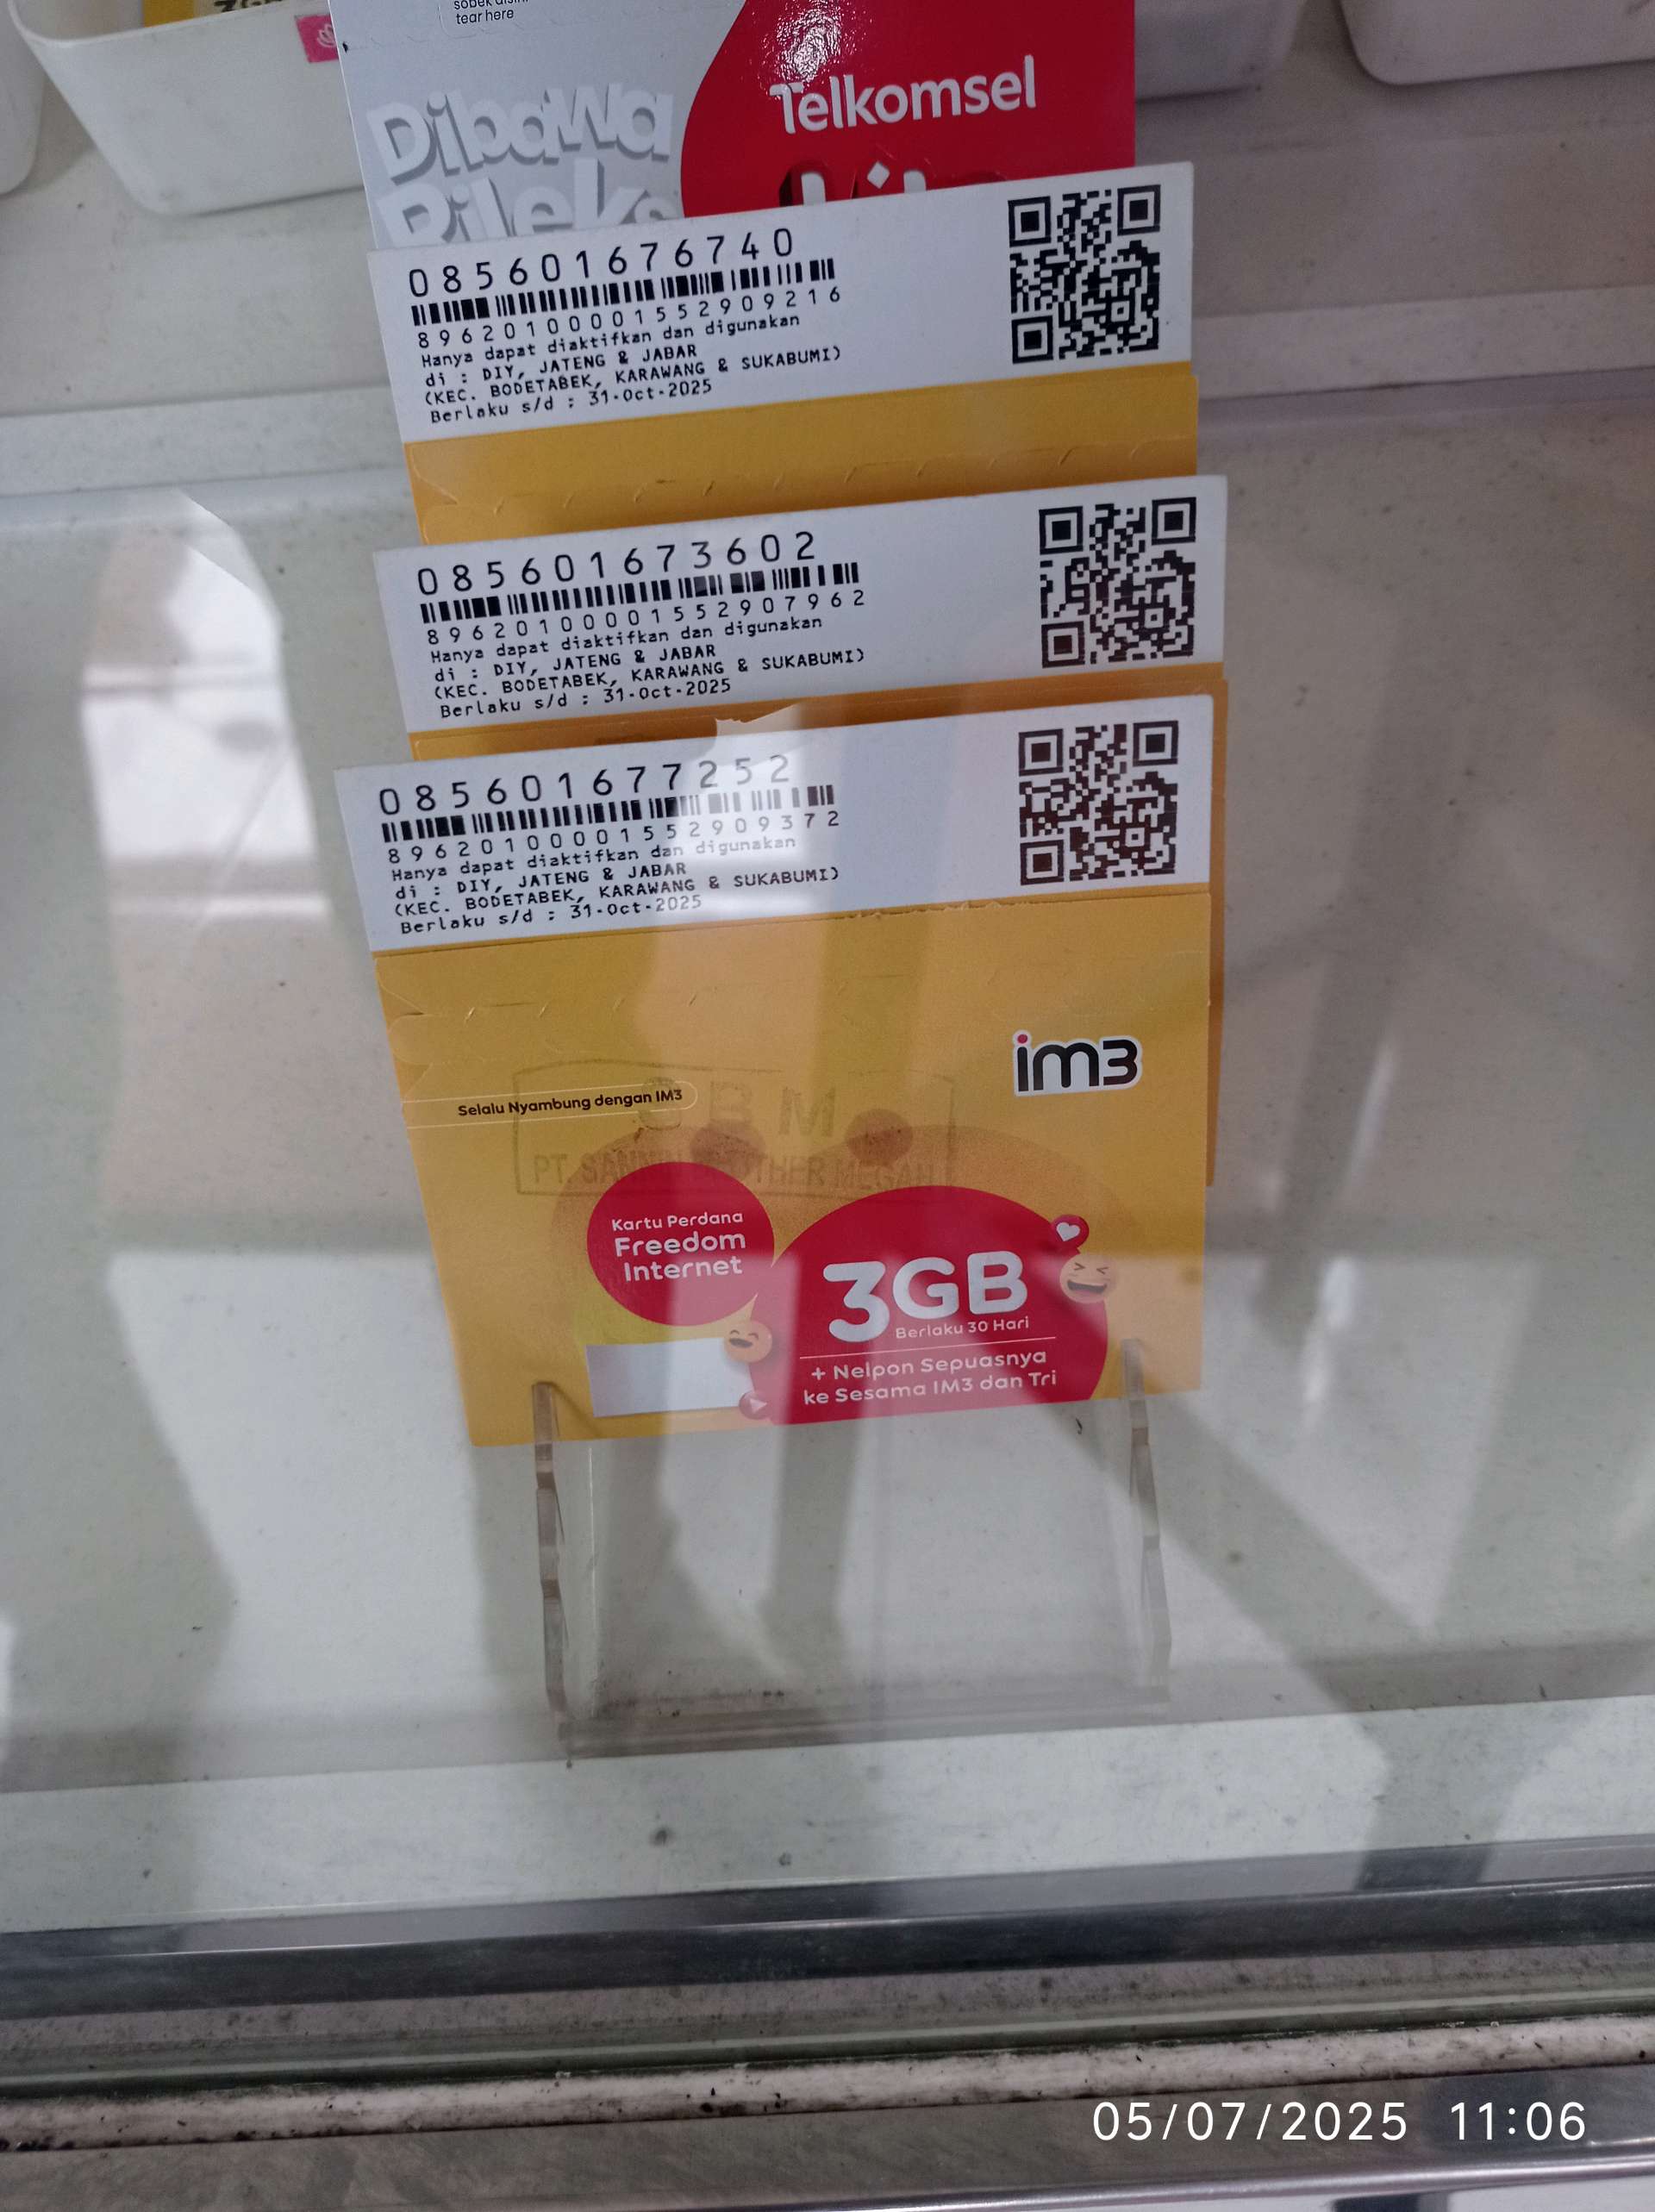 tear here
Telkomsel
Dibawa
Rileks
085601676740
89620100001552909216
Hanya dapat diaktifkan dan digunakan
di : DIY, JATENG & JABAR
(KEC. BODETABEK, KARAWANG & SUKABUMI)
Berlaku s/d : 31-Oct-2025
085601673602
89620100001552907962
Hanya dapat diaktifkan dan digunakan
di : DIY, JATENG & JABAR
(KEC. BODETABEK, KARAWANG & SUKABUMI)
Berlaku s/d : 31-Oct-2025
085601677252
89620100001552909372
Hanya dapat diaktifkan dan digunakan
di : DIY, JATENG & JABAR
(KEC. BODETABEK, KARAWANG & SUKABUMI)
Berlaku s/d : 31-Oct-2025
im3
Selalu Nyambung dengan IM3
SBM
PT.
Kartu Perdana
Freedom
Internet
3GB
Berlaku 30 Hari
+ Nelpon Sepuasnya
ke Sesama IM3 dan Tri
05/07/2025 11:06